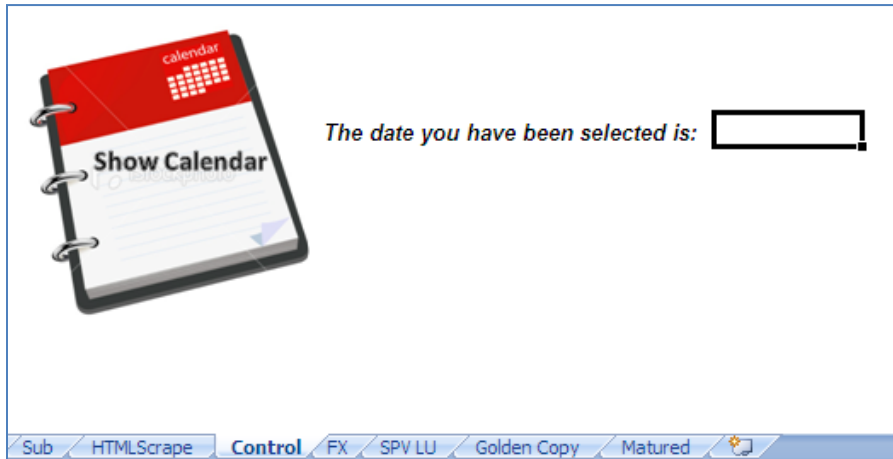 calendar
The date you have been selected is:
Show Calendar
Sub HTMLScrape Control FX SPV LU Golden Copy Matured